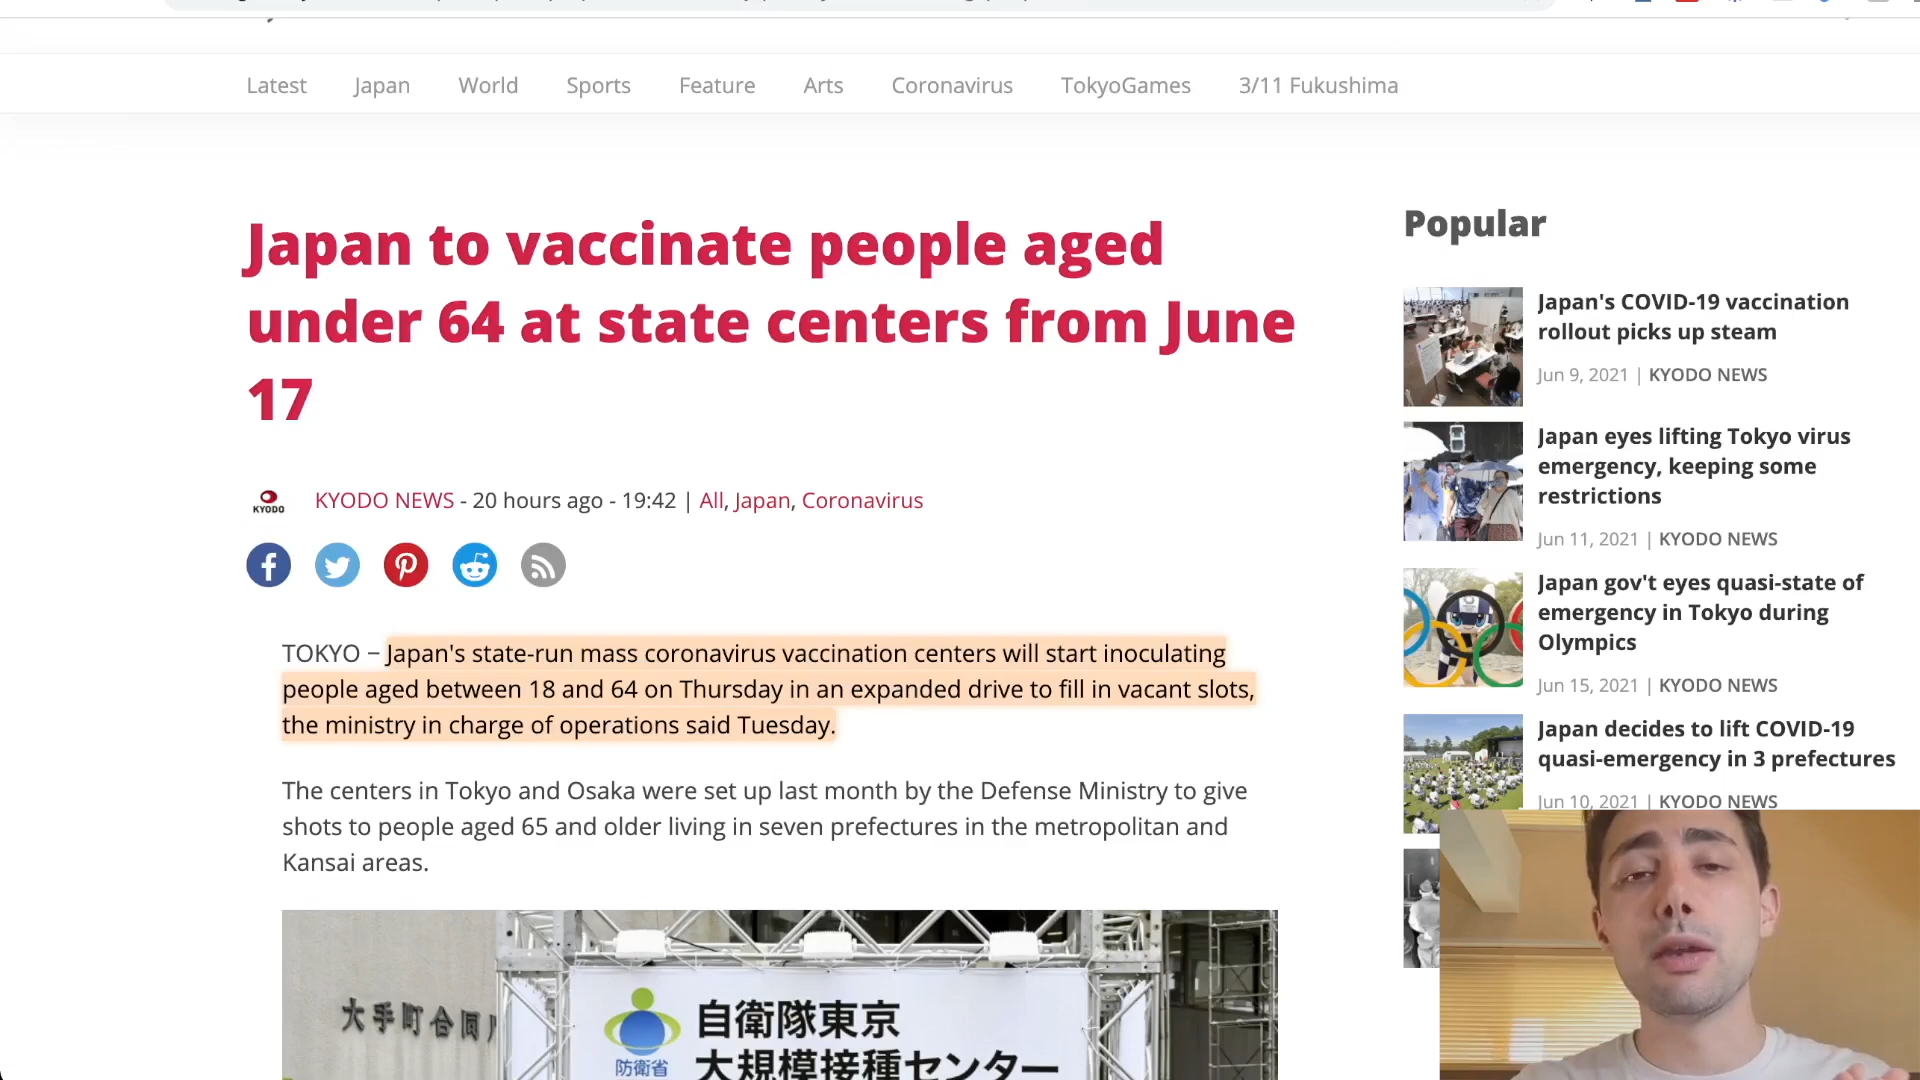 Latest Japan World Sports Feature Arts Coronavirus TokyoGames 3/11 Fukushima
Japan to vaccinate people aged
under 64 at state centers from June
17
KYODO
KYODO NEWS - 20 hours ago - 19:42 | All, Japan, Coronavirus
TOKYO – Japan's state-run mass coronavirus vaccination centers will start inoculating
people aged between 18 and 64 on Thursday in an expanded drive to fill in vacant slots,
the ministry in charge of operations said Tuesday.
The centers in Tokyo and Osaka were set up last month by the Defense Ministry to give
shots to people aged 65 and older living in seven prefectures in the metropolitan and
Kansai areas.
大手町合同
自衛隊東京
大規模接種センター
防衛省
Popular
Japan's COVID-19 vaccination
rollout picks up steam
Jun 9, 2021 | KYODO NEWS
Japan eyes lifting Tokyo virus
emergency, keeping some
restrictions
Jun 11, 2021 | KYODO NEWS
Japan gov't eyes quasi-state of
emergency in Tokyo during
Olympics
Jun 15, 2021 | KYODO NEWS
Japan decides to lift COVID-19
quasi-emergency in 3 prefectures
Jun 10, 2021 | KYODO NEWS